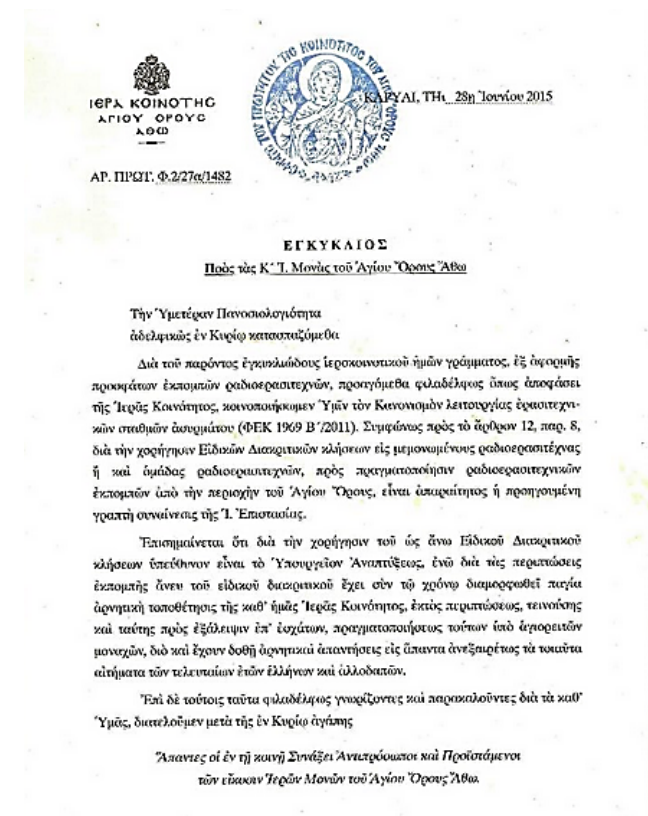 ΙΕΡΑ ΚΟΙΝΟΤΗС
ΑΓΙΟΥ ΟΡΟΥС
ΑΘΩ
ΚΑΡΥΑΙ, ΤΗι 28η Ἰουνίου 2015
ΑΡ. ΠΡΩΤ. Φ.2/27α/1482
ΕΓΚΥΚΛΙΟΣ
Πρὸς τὰς Κ´ Ἱ. Μονὰς τοῦ Ἁγίου Ὄρους Ἄθω
Τὴν Ὑμετέραν Πανοσιολογιότητα
ἀδελφικῶς ἐν Κυρίῳ κατασπαζόμεθα
Διὰ τοῦ παρόντος ἐγκυκλιώδους ἱεροκοινοτικοῦ ἡμῶν γράμματος, ἐξ ἀφορμῆς
προσφάτων ἐκπομπῶν ραδιοερασιτεχνῶν, προαγόμεθα φιλαδέλφως ὅπως ἀποφάσει
τῆς Ἱερᾶς Κοινότητος, κοινοποιήσωμεν Ὑμῖν τὸν Κανονισμὸν λειτουργίας ἐρασιτεχνι-
κῶν σταθμῶν ἀσυρμάτου (ΦΕΚ 1969 Β´/2011). Συμφώνως πρὸς τὸ ἄρθρον 12, παρ. 8,
διὰ τὴν χορήγησιν Εἰδικῶν Διακριτικῶν κλήσεων εἰς μεμονωμένους ραδιοερασιτέχνας
ἢ καὶ ὁμάδας ραδιοερασιτεχνῶν, πρὸς πραγματοποίησιν ραδιοερασιτεχνικῶν
ἐκπομπῶν ἀπὸ τὴν περιοχὴν τοῦ Ἁγίου Ὄρους, εἶναι ἀπαραίτητος ἡ προηγουμένη
γραπτὴ συναίνεσις τῆς Ἱ. Ἐπιστασίας.
Ἐπισημαίνεται ὅτι διὰ τὴν χορήγησιν τοῦ ὡς ἄνω Εἰδικοῦ Διακριτικοῦ
κλήσεων ὑπεύθυνον εἶναι τὸ Ὑπουργεῖον Ἀναπτύξεως, ἐνῶ διὰ τὰς περιπτώσεις
ἐκπομπῆς ἄνευ τοῦ εἰδικοῦ διακριτικοῦ ἔχει σὺν τῷ χρόνῳ διαμορφωθεῖ παγία
ἀρνητικὴ τοποθέτησις τῆς καθ᾽ ἡμᾶς Ἱερᾶς Κοινότητος, ἐκτὸς περιπτώσεως, τεινούσης
καὶ ταύτης πρὸς ἐξάλειψιν ἐπ᾽ ἐσχάτων, πραγματοποιήσεως τούτων ὑπὸ ἁγιορειτῶν
μοναχῶν, διὸ καὶ ἔχουν δοθῆ ἀρνητικαὶ ἀπαντήσεις εἰς ἅπαντα ἀνεξαιρέτως τὰ τοιαῦτα
αἰτήματα τῶν τελευταίων ἐτῶν ἑλλήνων καὶ ἀλλοδαπῶν.
Ἐπὶ δὲ τούτοις ταῦτα φιλαδέλφως γνωρίζοντες καὶ παρακαλοῦντες διὰ τὰ καθ᾽
Ὑμᾶς, διατελοῦμεν μετὰ τῆς ἐν Κυρίῳ ἀγάπης
Ἅπαντες οἱ ἐν τῇ κοινῇ Συνάξει Ἀντιπρόσωποι καὶ Προϊστάμενοι
τῶν εἴκοσιν Ἱερῶν Μονῶν τοῦ Ἁγίου Ὄρους Ἄθω.